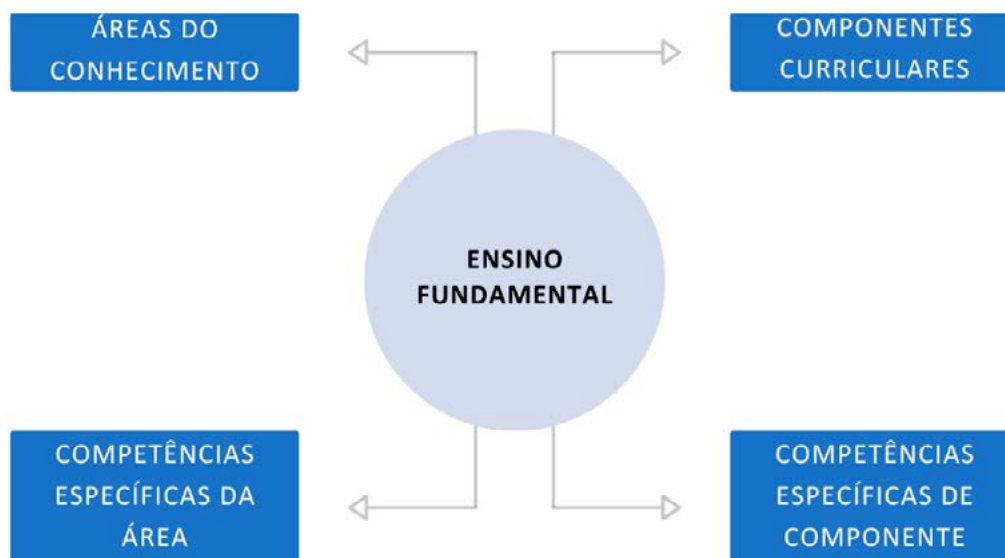 ÁREAS DO
CONHECIMENTO
COMPONENTES
CURRICULARES
ENSINO
FUNDAMENTAL
COMPETÊNCIAS
ESPECÍFICAS DA
ÁREA
COMPETÊNCIAS
ESPECÍFICAS DE
COMPONENTE